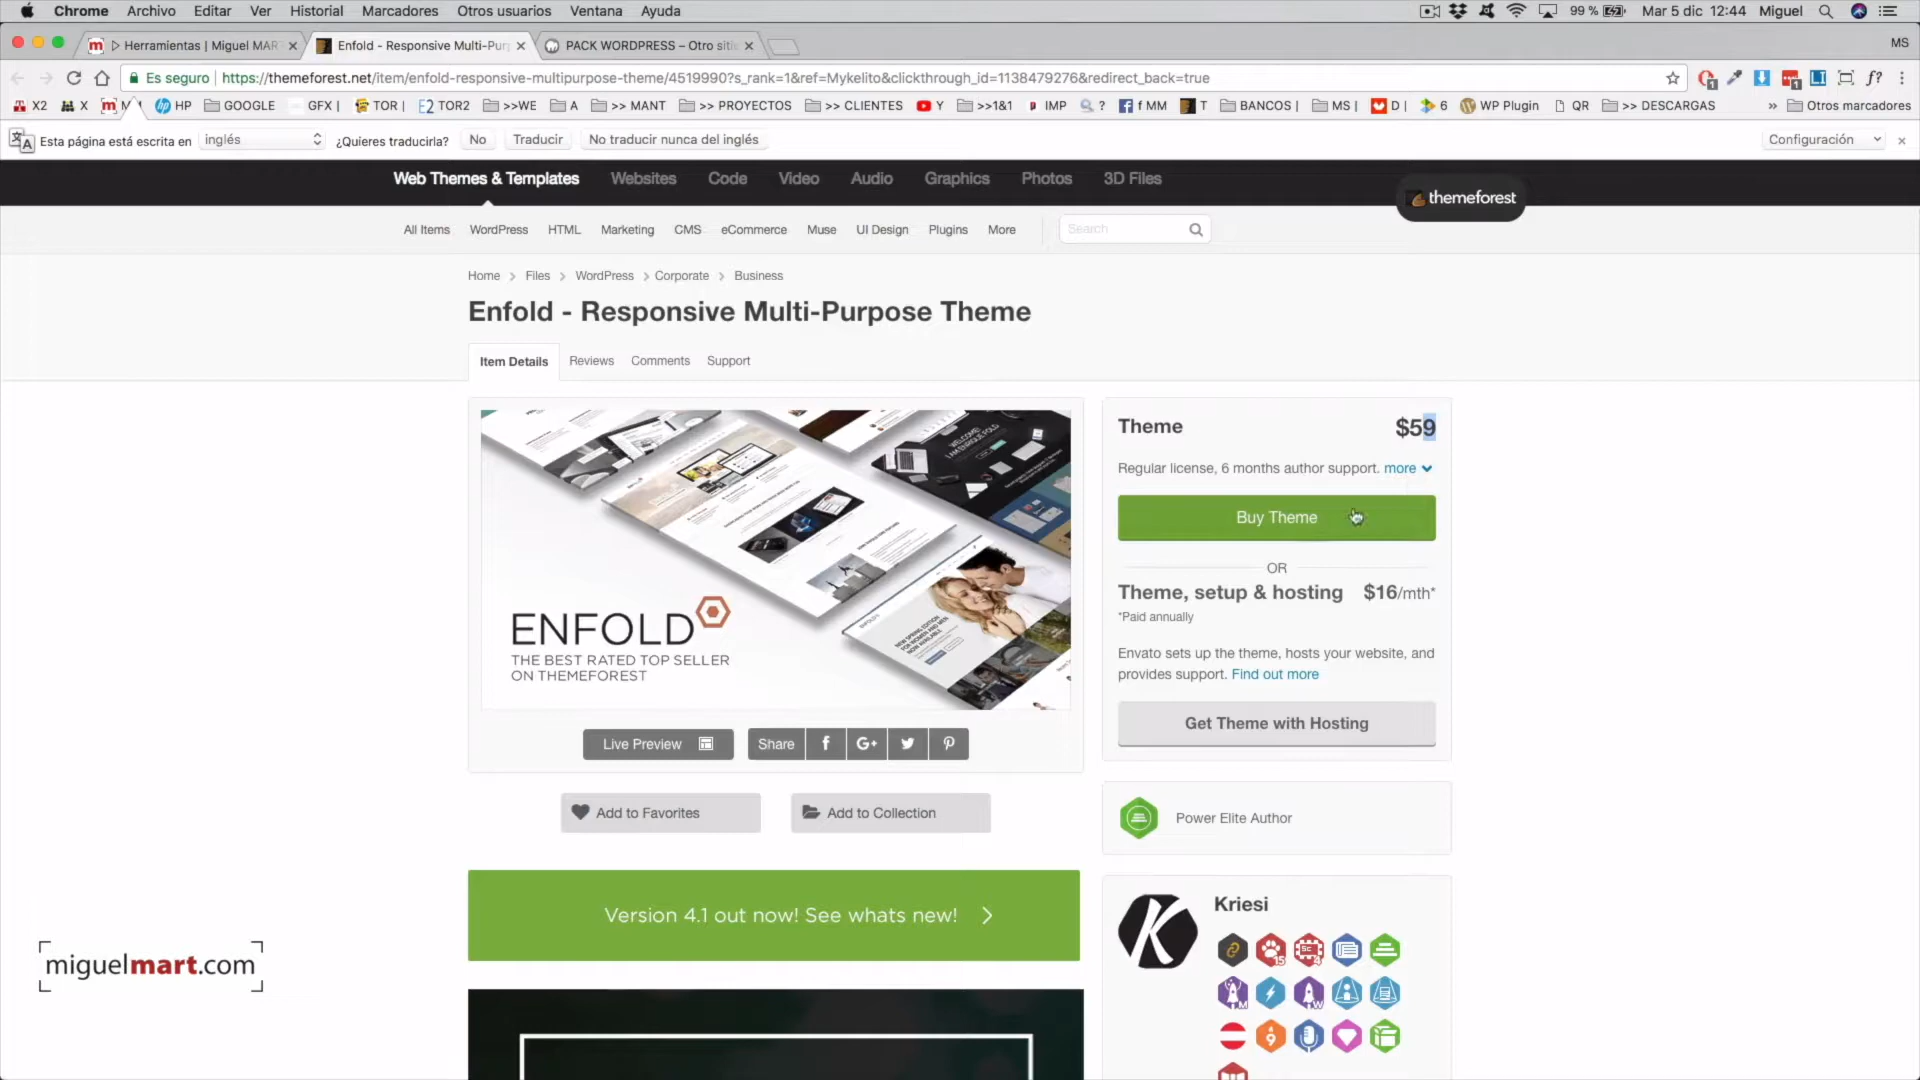 Chrome Archivo Editar Ver Historial Marcadores Otros usuarios Ventana Ayuda 99 % Mar 5 dic 12:44 Miguel
Herramientas | Miguel MAR Enfold - Responsive Multi-Pur PACK WORDPRESS – Otro siti MS
Es seguro https://themeforest.net/item/enfold-responsive-multipurpose-theme/4519990?s_rank=1&ref=Mykelito&clickthrough_id=1138479276&redirect_back=true
X2 X M HP GOOGLE GFX | TOR | TOR2 >>WE A >> MANT >> PROYECTOS >> CLIENTES Y >>1&1 IMP ? f MM T BANCOS | MS | D | 6 WP Plugin QR >> DESCARGAS » Otros marcadores
Esta página está escrita en inglés ¿Quieres traducirla? No Traducir No traducir nunca del inglés Configuración
Web Themes & Templates Websites Code Video Audio Graphics Photos 3D Files
themeforest
All Items WordPress HTML Marketing CMS eCommerce Muse UI Design Plugins More Search
Home Files WordPress Corporate Business
Enfold - Responsive Multi-Purpose Theme
Item Details Reviews Comments Support
Theme $59
Regular license, 6 months author support. more
Buy Theme
OR
Theme, setup & hosting $16/mth*
*Paid annually
Envato sets up the theme, hosts your website, and
provides support. Find out more
Get Theme with Hosting
ENFOLD
THE BEST RATED TOP SELLER
ON THEMEFOREST
Live Preview Share
Add to Favorites Add to Collection
Power Elite Author
Version 4.1 out now! See whats new!
Kriesi
miguelmart.com